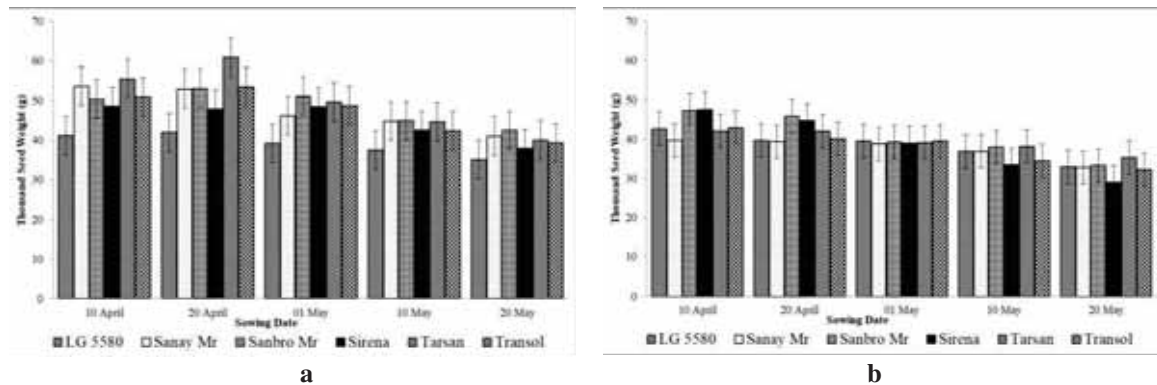 70
60
50
40
30
20
10
0
Thousand Seed Weight (g)
10 April 20 April 01 May 10 May 20 May
Sowing Date
LG 5580 Sanay Mr Sanbro Mr Sirena Tarsan Transol
a
70
60
50
40
30
20
10
0
Thousand Seed Weight (g)
10 April 20 April 01 May 10 May 20 May
Sowing Date
LG 5580 Sanay Mr Sanbro Mr Sirena Tarsan Transol
b